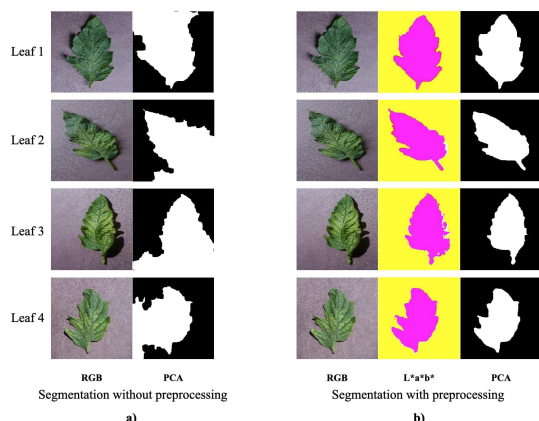 Leaf 1
Leaf 2
Leaf 3
Leaf 4
RGB PCA
Segmentation without preprocessing
a)
RGB L*a*b* PCA
Segmentation with preprocessing
b)